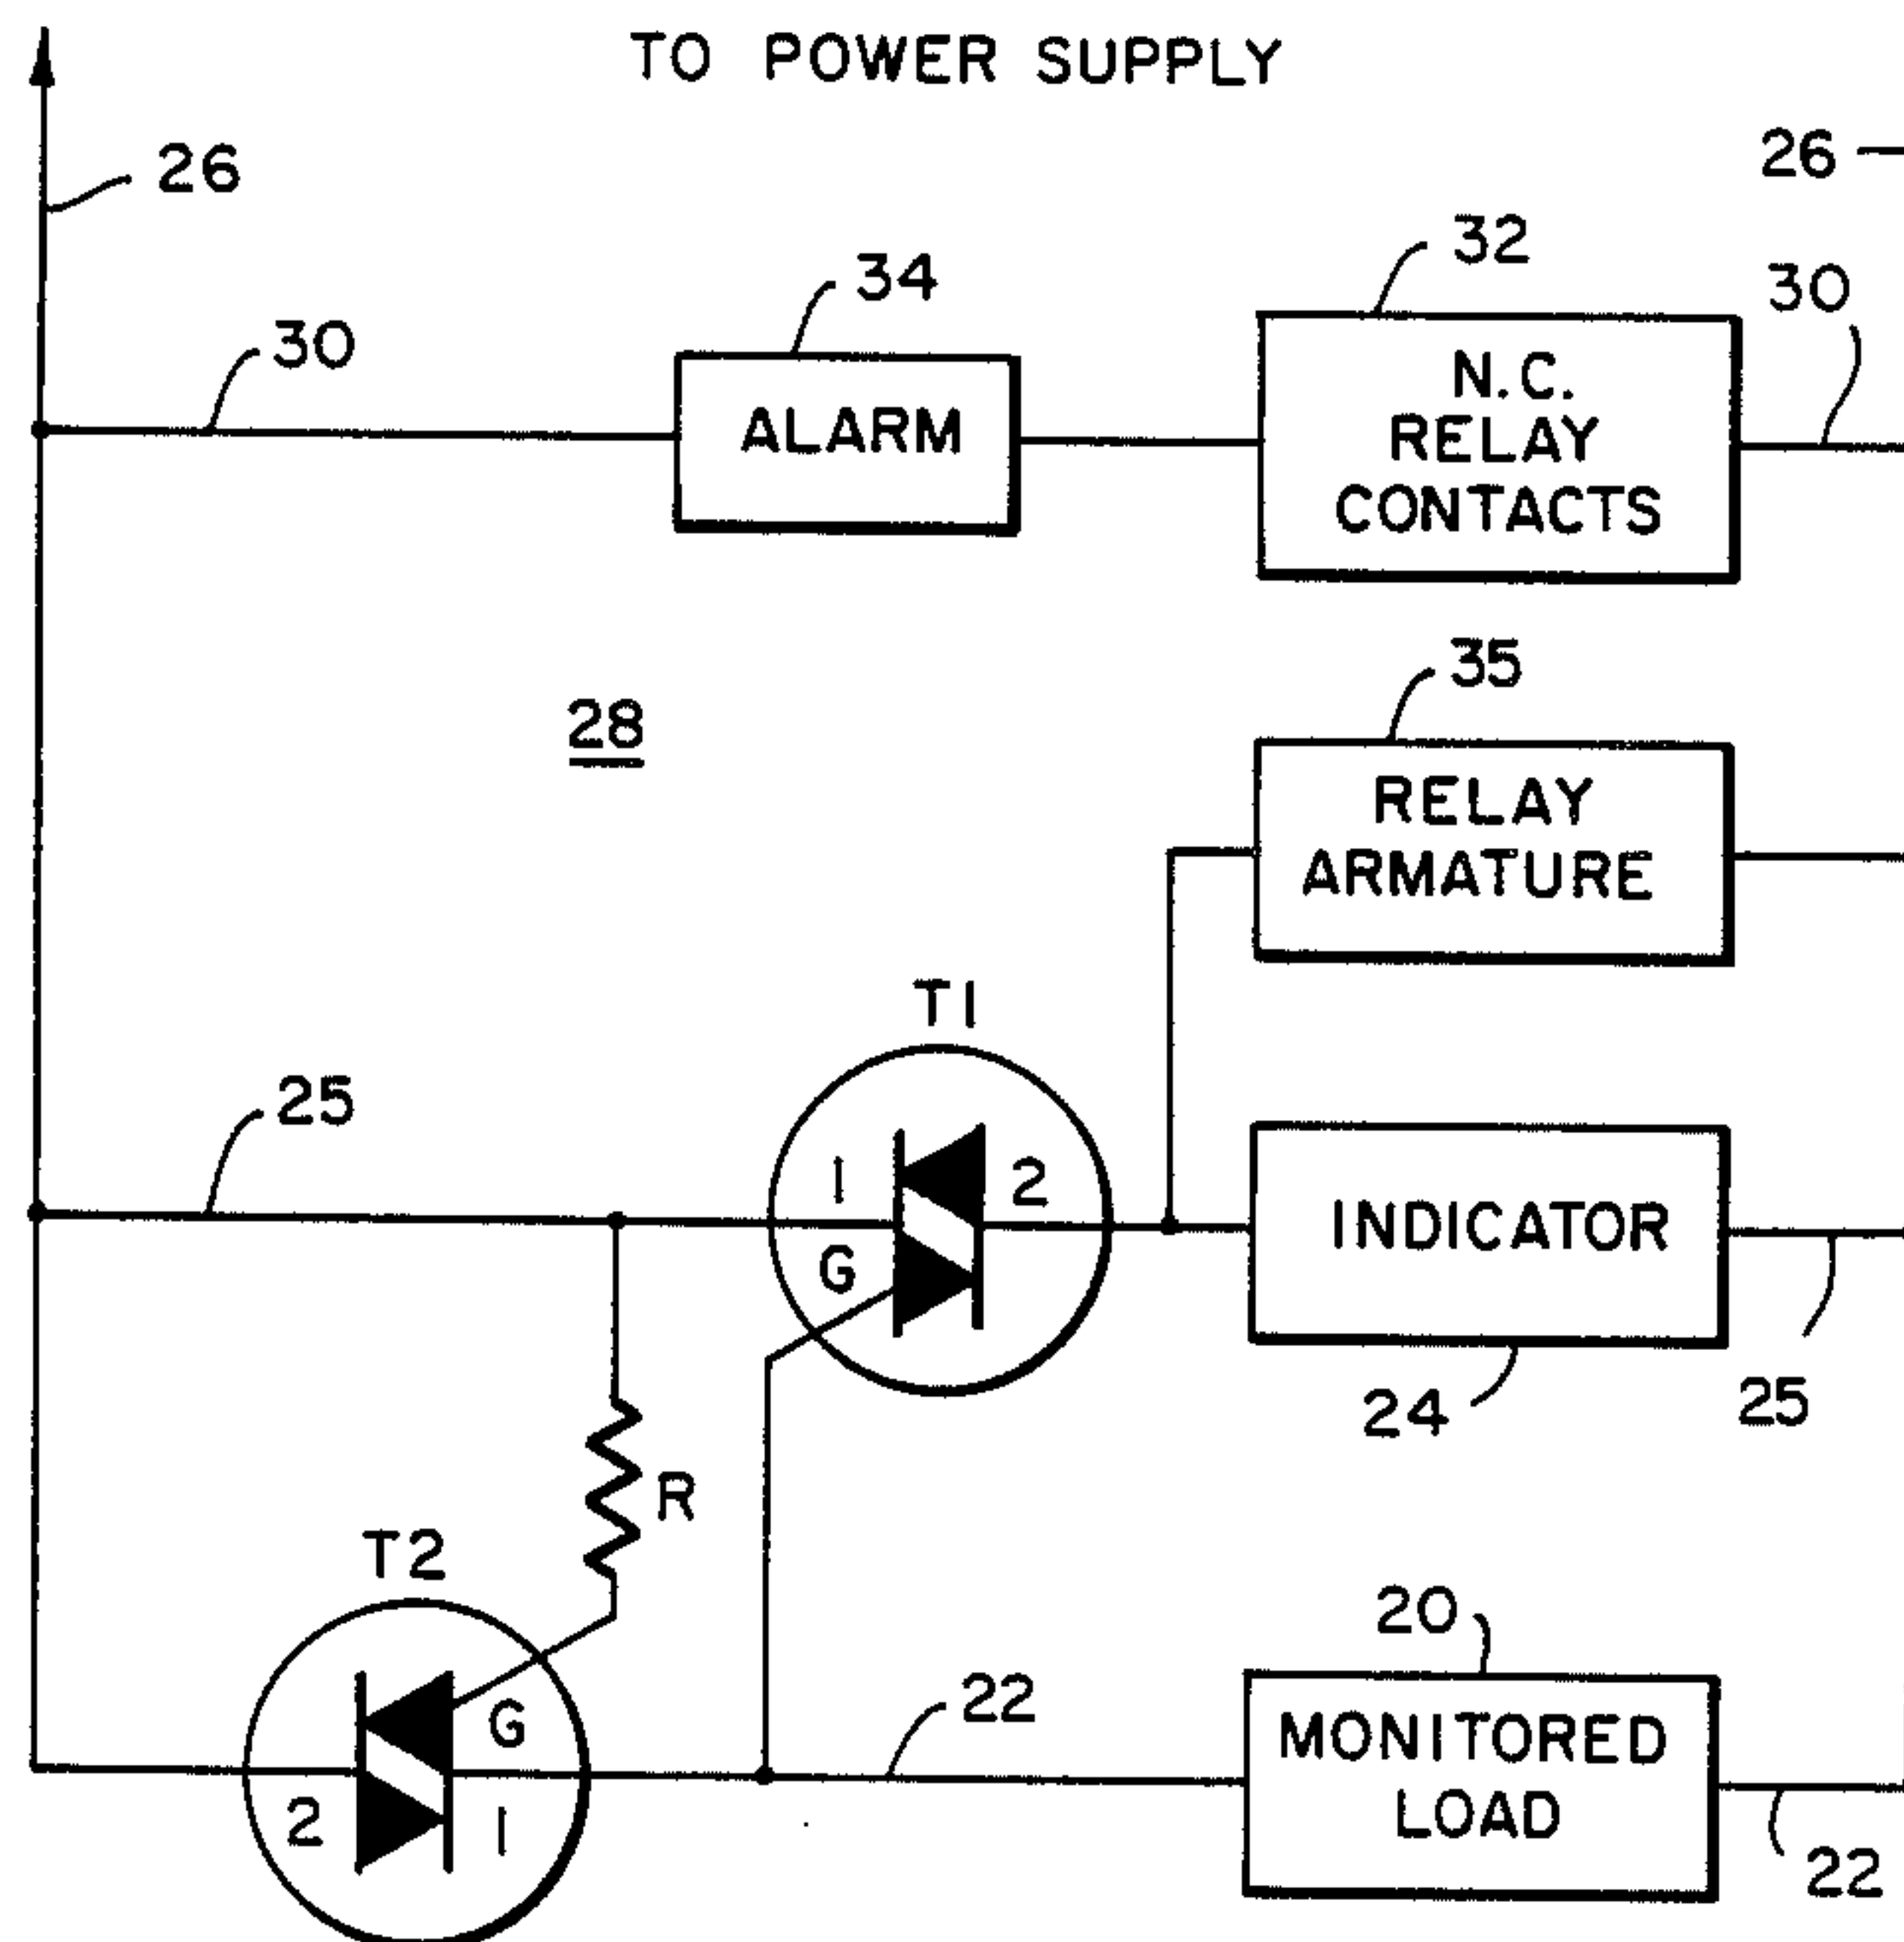 TO POWER SUPPLY
26
26
32
34
30
30
N.C.
RELAY
CONTACTS
ALARM
35
28
RELAY
ARMATURE
T1
25
1
2
G
INDICATOR
24
25
R
T2
20
G
22
MONITORED
LOAD
2
1
22